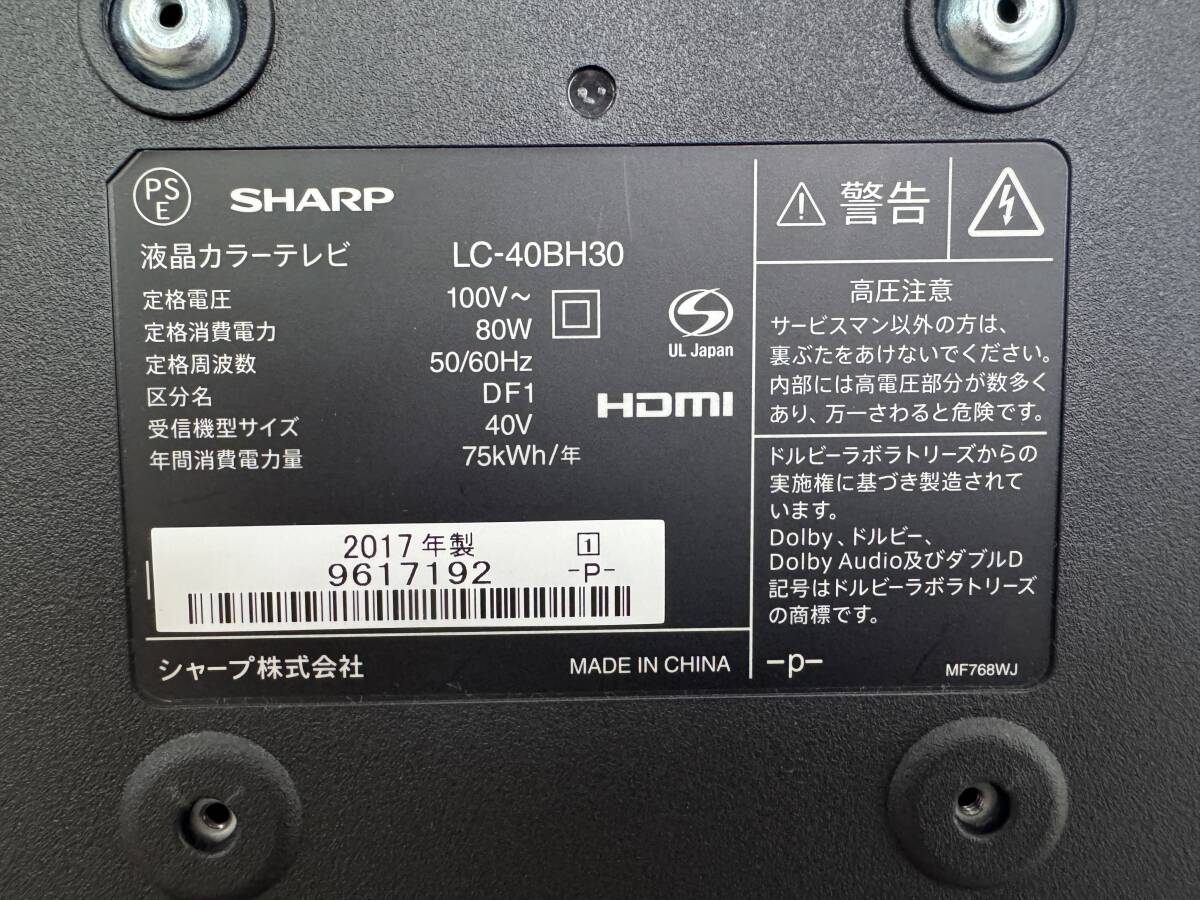 PS
E
SHARP
液晶カラーテレビ LC-40BH30
定格電圧 100V~
定格消費電力 80W
定格周波数 50/60Hz
区分名 DF1
受信機型サイズ 40V
年間消費電力量 75kWh/年
S
UL Japan
HDMI
2017年製 1
9617192 -P-
シャープ株式会社 MADE IN CHINA
警告
高圧注意
サービスマン以外の方は、
裏ぶたをあけないでください。
内部には高電圧部分が数多く
あり、万一さわると危険です。
ドルビーラボラトリーズからの
実施権に基づき製造されて
います。
Dolby、ドルビー、
Dolby Audio及びダブルD
記号はドルビーラボラトリーズ
の商標です。
-p- MF768WJ